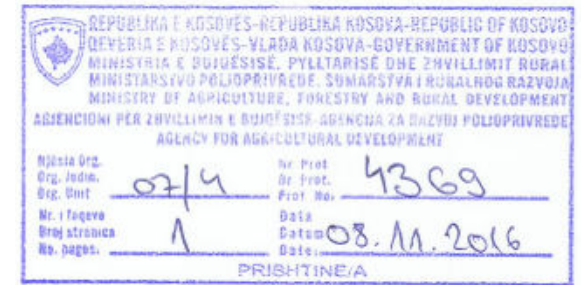 REPUBLIKA E KOSOVËS-REPUBLIKA KOSOVA-REPUBLIC OF KOSOVO
QEVERIA E KOSOVËS-VLADA KOSOVA-GOVERNMENT OF KOSOVO
MINISTRIA E BUJQËSISË, PYLLTARISË DHE ZHVILLIMIT RURAL
MINISTARSTVO POLJOPRIVREDE, ŠUMARSTVA I RURALNOG RAZVOJA
MINISTRY OF AGRICULTURE, FORESTRY AND RURAL DEVELOPMENT
AGJENCIONI PËR ZHVILLIMIN E BUJQËSISË-AGENCIJA ZA RAZVOJ POLJOPRIVREDE
AGENCY FOR AGRICULTURAL DEVELOPMENT
Njësia Org.
Org. Jedin.
Org. Unit 07/4
Nr Prot
Br Prot.
Prot No. 4369
Nr. i faqeve
Broj stranica
No. pages. 1
Data
Datum 08.11.2016
Date:
PRISHTINË/A